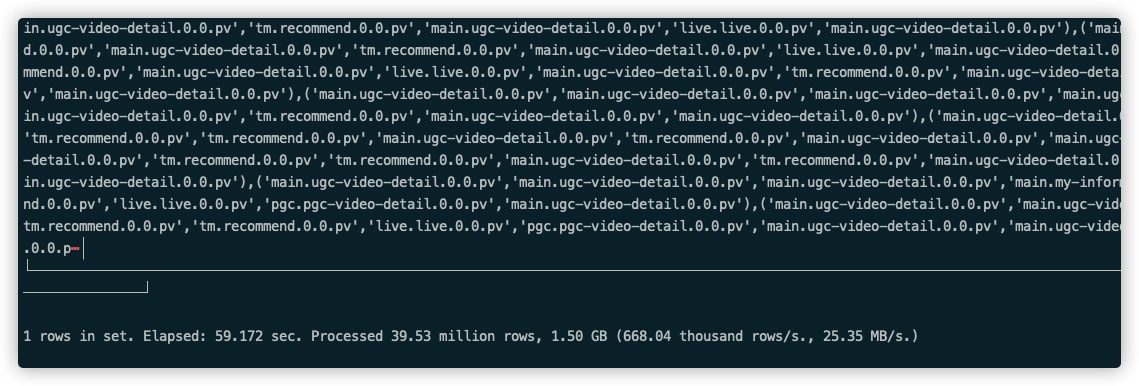 in.ugc-video-detail.0.0.pv','tm.recommend.0.0.pv','main.ugc-video-detail.0.0.pv','live.live.0.0.pv','main.ugc-video-detail.0.0.pv'),('mai
d.0.0.pv','main.ugc-video-detail.0.0.pv','tm.recommend.0.0.pv','main.ugc-video-detail.0.0.pv','live.live.0.0.pv','main.ugc-video-detail.0
mmend.0.0.pv','main.ugc-video-detail.0.0.pv','live.live.0.0.pv','main.ugc-video-detail.0.0.pv','tm.recommend.0.0.pv','main.ugc-video-deta
v','main.ugc-video-detail.0.0.pv'),('main.ugc-video-detail.0.0.pv','main.ugc-video-detail.0.0.pv','main.ugc-video-detail.0.0.pv','main.ug
in.ugc-video-detail.0.0.pv','tm.recommend.0.0.pv','main.ugc-video-detail.0.0.pv','main.ugc-video-detail.0.0.pv'),('main.ugc-video-detail.
'tm.recommend.0.0.pv','tm.recommend.0.0.pv','main.ugc-video-detail.0.0.pv','tm.recommend.0.0.pv','main.ugc-video-detail.0.0.pv','main.ugc
-detail.0.0.pv','tm.recommend.0.0.pv','tm.recommend.0.0.pv','main.ugc-video-detail.0.0.pv','tm.recommend.0.0.pv','main.ugc-video-detail.0
in.ugc-video-detail.0.0.pv'),('main.ugc-video-detail.0.0.pv','main.ugc-video-detail.0.0.pv','main.ugc-video-detail.0.0.pv','main.my-infor
nd.0.0.pv','live.live.0.0.pv','pgc.pgc-video-detail.0.0.pv','main.ugc-video-detail.0.0.pv'),('main.ugc-video-detail.0.0.pv','main.ugc-vid
tm.recommend.0.0.pv','tm.recommend.0.0.pv','live.live.0.0.pv','pgc.pgc-video-detail.0.0.pv','main.ugc-video-detail.0.0.pv','main.ugc-vide
.0.0.p⋯
1 rows in set. Elapsed: 59.172 sec. Processed 39.53 million rows, 1.50 GB (668.04 thousand rows/s., 25.35 MB/s.)